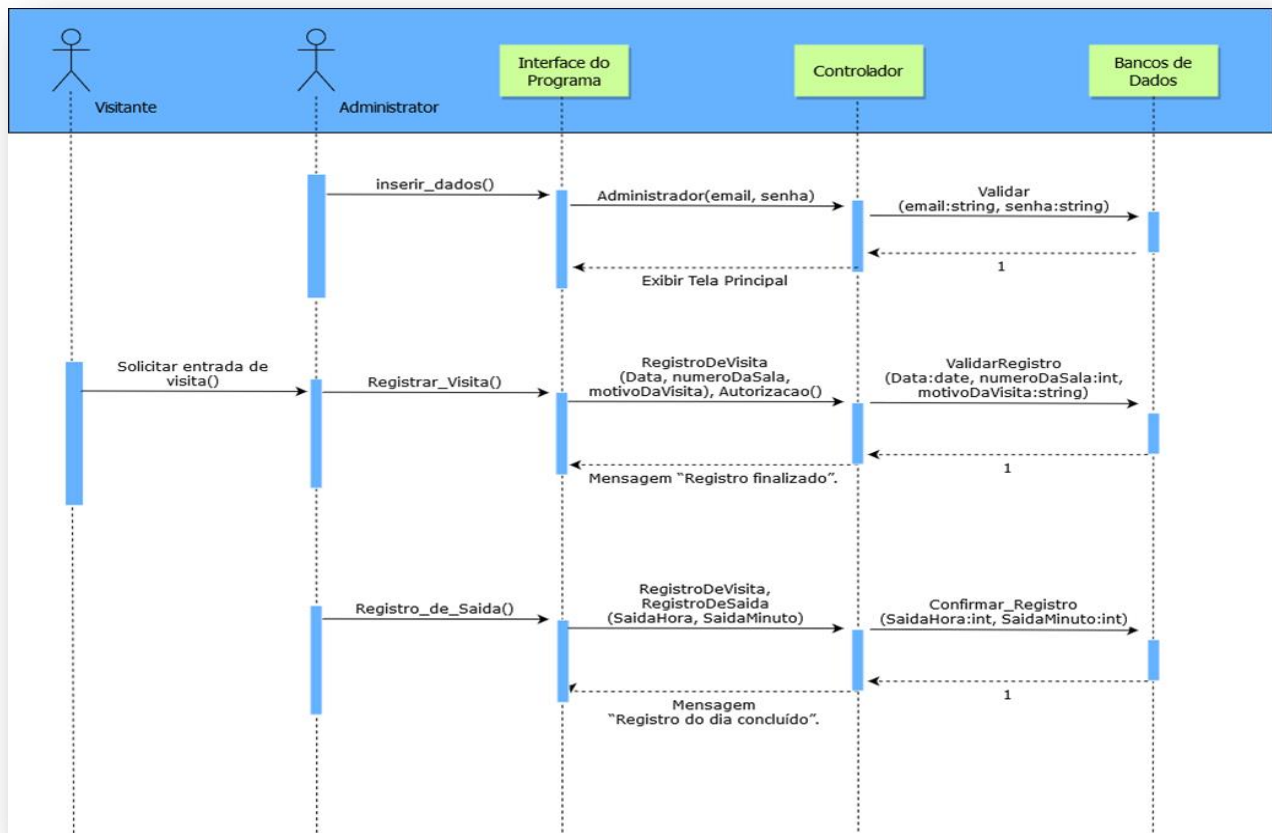 Visitante
Administrator
Interface do
Programa
Controlador
Bancos de
Dados
inserir_dados()
Administrador(email, senha)
Validar
(email:string, senha:string)
1
Exibir Tela Principal
Solicitar entrada de
visita()
Registrar_Visita()
RegistroDeVisita
(Data, numeroDaSala,
motivoDaVisita), Autorizacao()
ValidarRegistro
(Data:date, numeroDaSala:int,
motivoDaVisita:string)
1
Mensagem “Registro finalizado”.
Registro_de_Saida()
RegistroDeVisita,
RegistroDeSaida
(SaidaHora, SaidaMinuto)
Confirmar_Registro
(SaidaHora:int, SaidaMinuto:int)
1
Mensagem
“Registro do dia concluído”.